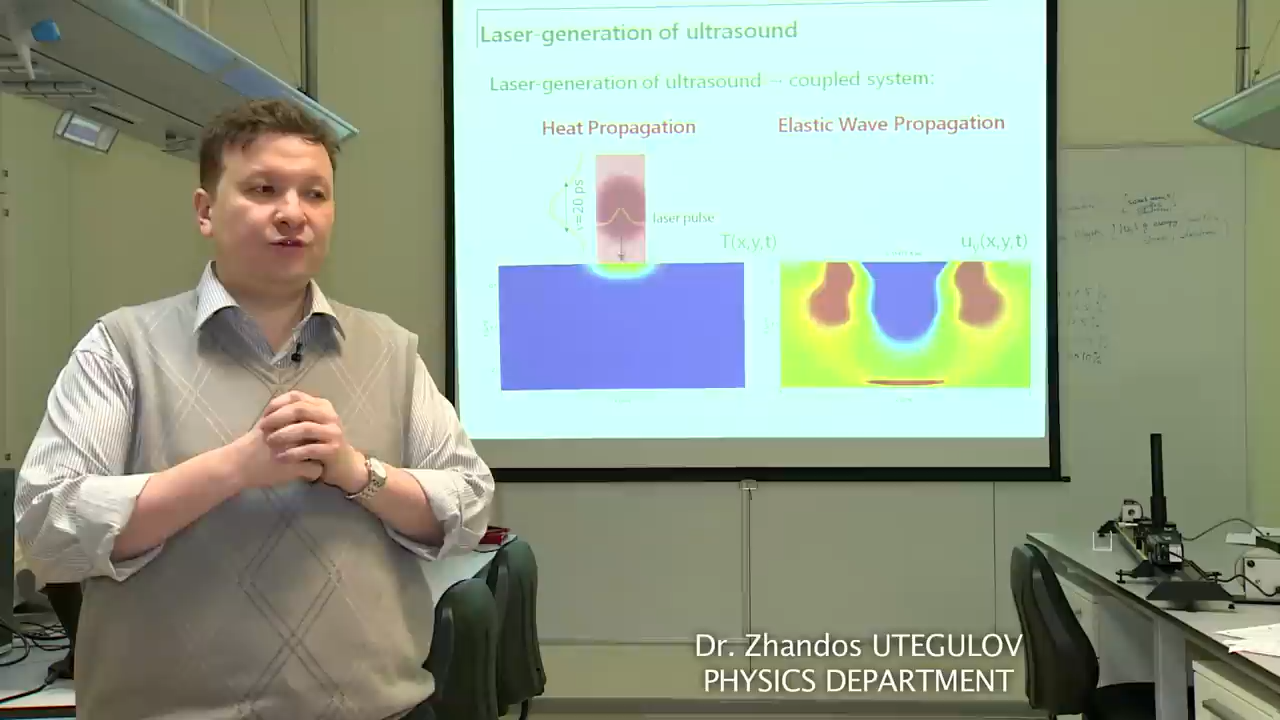 Laser-generation of ultrasound
Laser-generation of ultrasound – coupled system:
Heat Propagation
Elastic Wave Propagation
τ=20 ps
laser pulse
T(x,y,t)
(x,y,t)
Dr. Zhandos UTEGULOV
PHYSICS DEPARTMENT